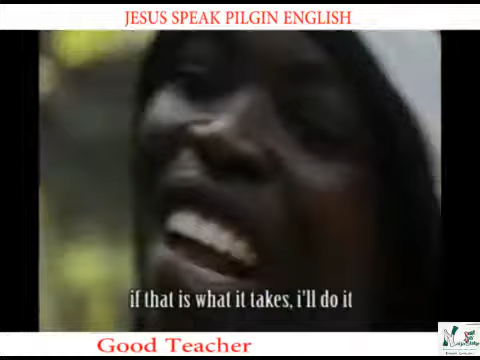 JESUS SPEAK PILGIN ENGLISH
if that is what it takes, i'll do it
Good Teacher